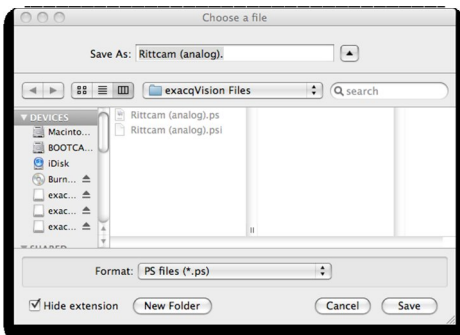 Choose a file
Save As: Rittcam (analog).
exacqVision Files
search
DEVICES
Macinto...
BOOTCA...
iDisk
Burn...
exac...
exac...
exac...
SHARED
Rittcam (analog).ps
Rittcam (analog).psi
Format: PS files (*.ps)
Hide extension New Folder Cancel Save